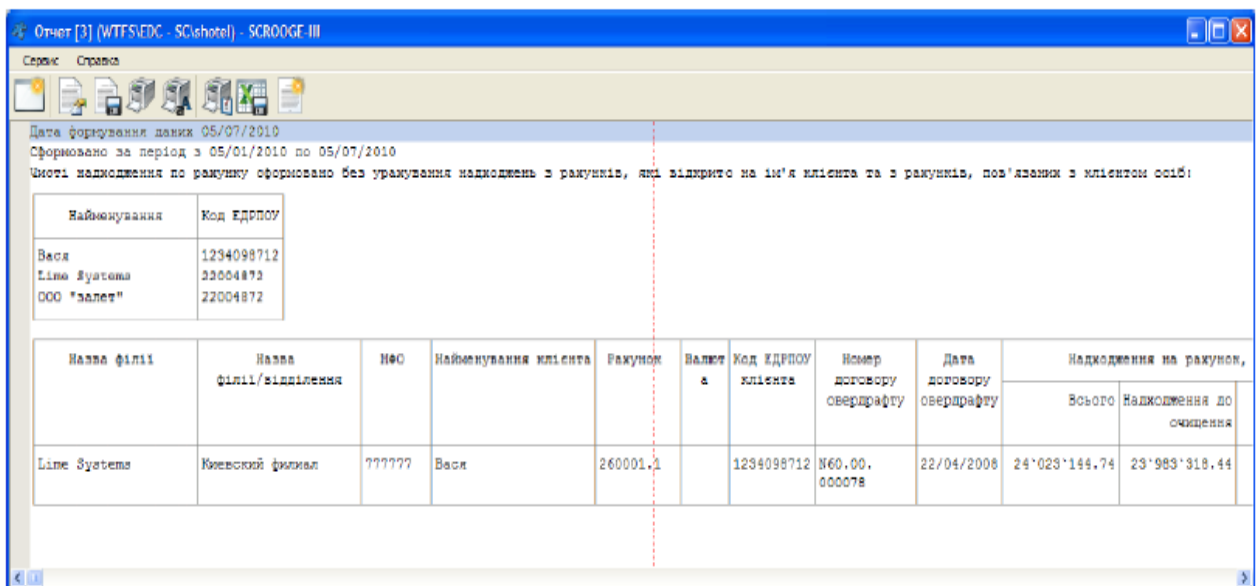 Отчет [3] (WTFS\EDC - SC\shotel) - SCROOGE-III
Сервис Справка
Дата формування даних 05/07/2010
Сформовано за період з 05/01/2010 по 05/07/2010
Чисті надходження по рахунку сформовано без урахування надходжень з рахунків, які відкрито на ім'я клієнта та з рахунків, пов'язаних з клієнтом осіб:
Найменування Код ЕДРПОУ
Вася 1234098712
Lime Systems 22004872
ООО "залет" 22004872
Назва філії Назва МФО Найменування клієнта Рахунок Валют Код ЕДРПОУ Номер Дата Надходження на рахунок,
філії/відділення а клієнта договору договору
овердрафту овердрафту Всього Надходження до
очищення
Lime Systems Киевский филиал 777777 Вася 260001.1 1234098712 N60.00. 22/04/2008 24'023'144.74 23'983'318.44
000078